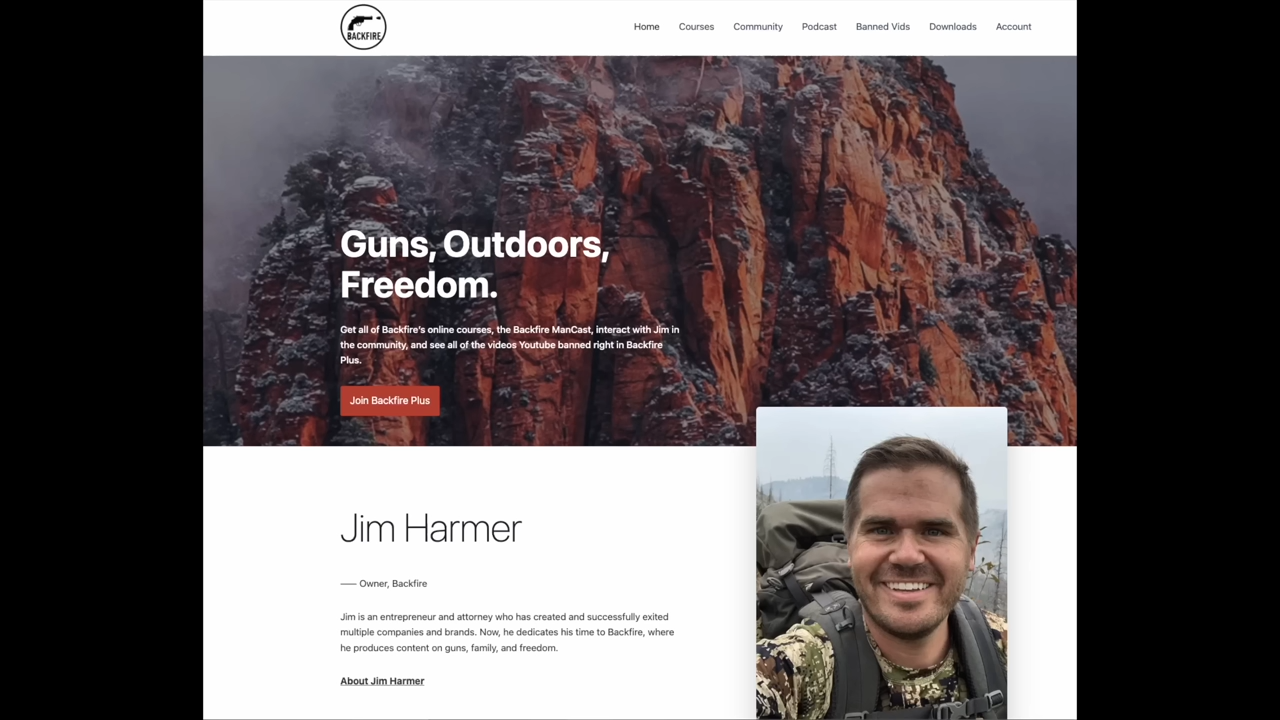 BACKFIRE
Home Courses Community Podcast Banned Vids Downloads Account
Guns, Outdoors,
Freedom.
Get all of Backfire's online courses, the Backfire ManCast, interact with Jim in
the community, and see all of the videos Youtube banned right in Backfire
Plus.
Join Backfire Plus
Jim Harmer
—— Owner, Backfire
Jim is an entrepreneur and attorney who has created and successfully exited
multiple companies and brands. Now, he dedicates his time to Backfire, where
he produces content on guns, family, and freedom.
About Jim Harmer